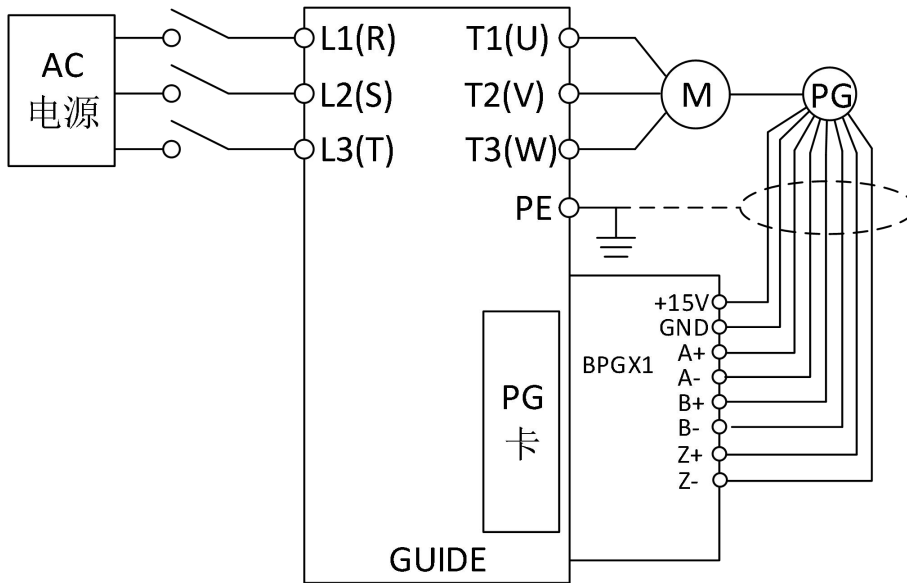 AC
电源
L1(R)
L2(S)
L3(T)
T1(U)
T2(V)
T3(W)
PE
M
PG
+15V
GND
A+
A-
B+
B-
Z+
Z-
BPGX1
PG
卡
GUIDE